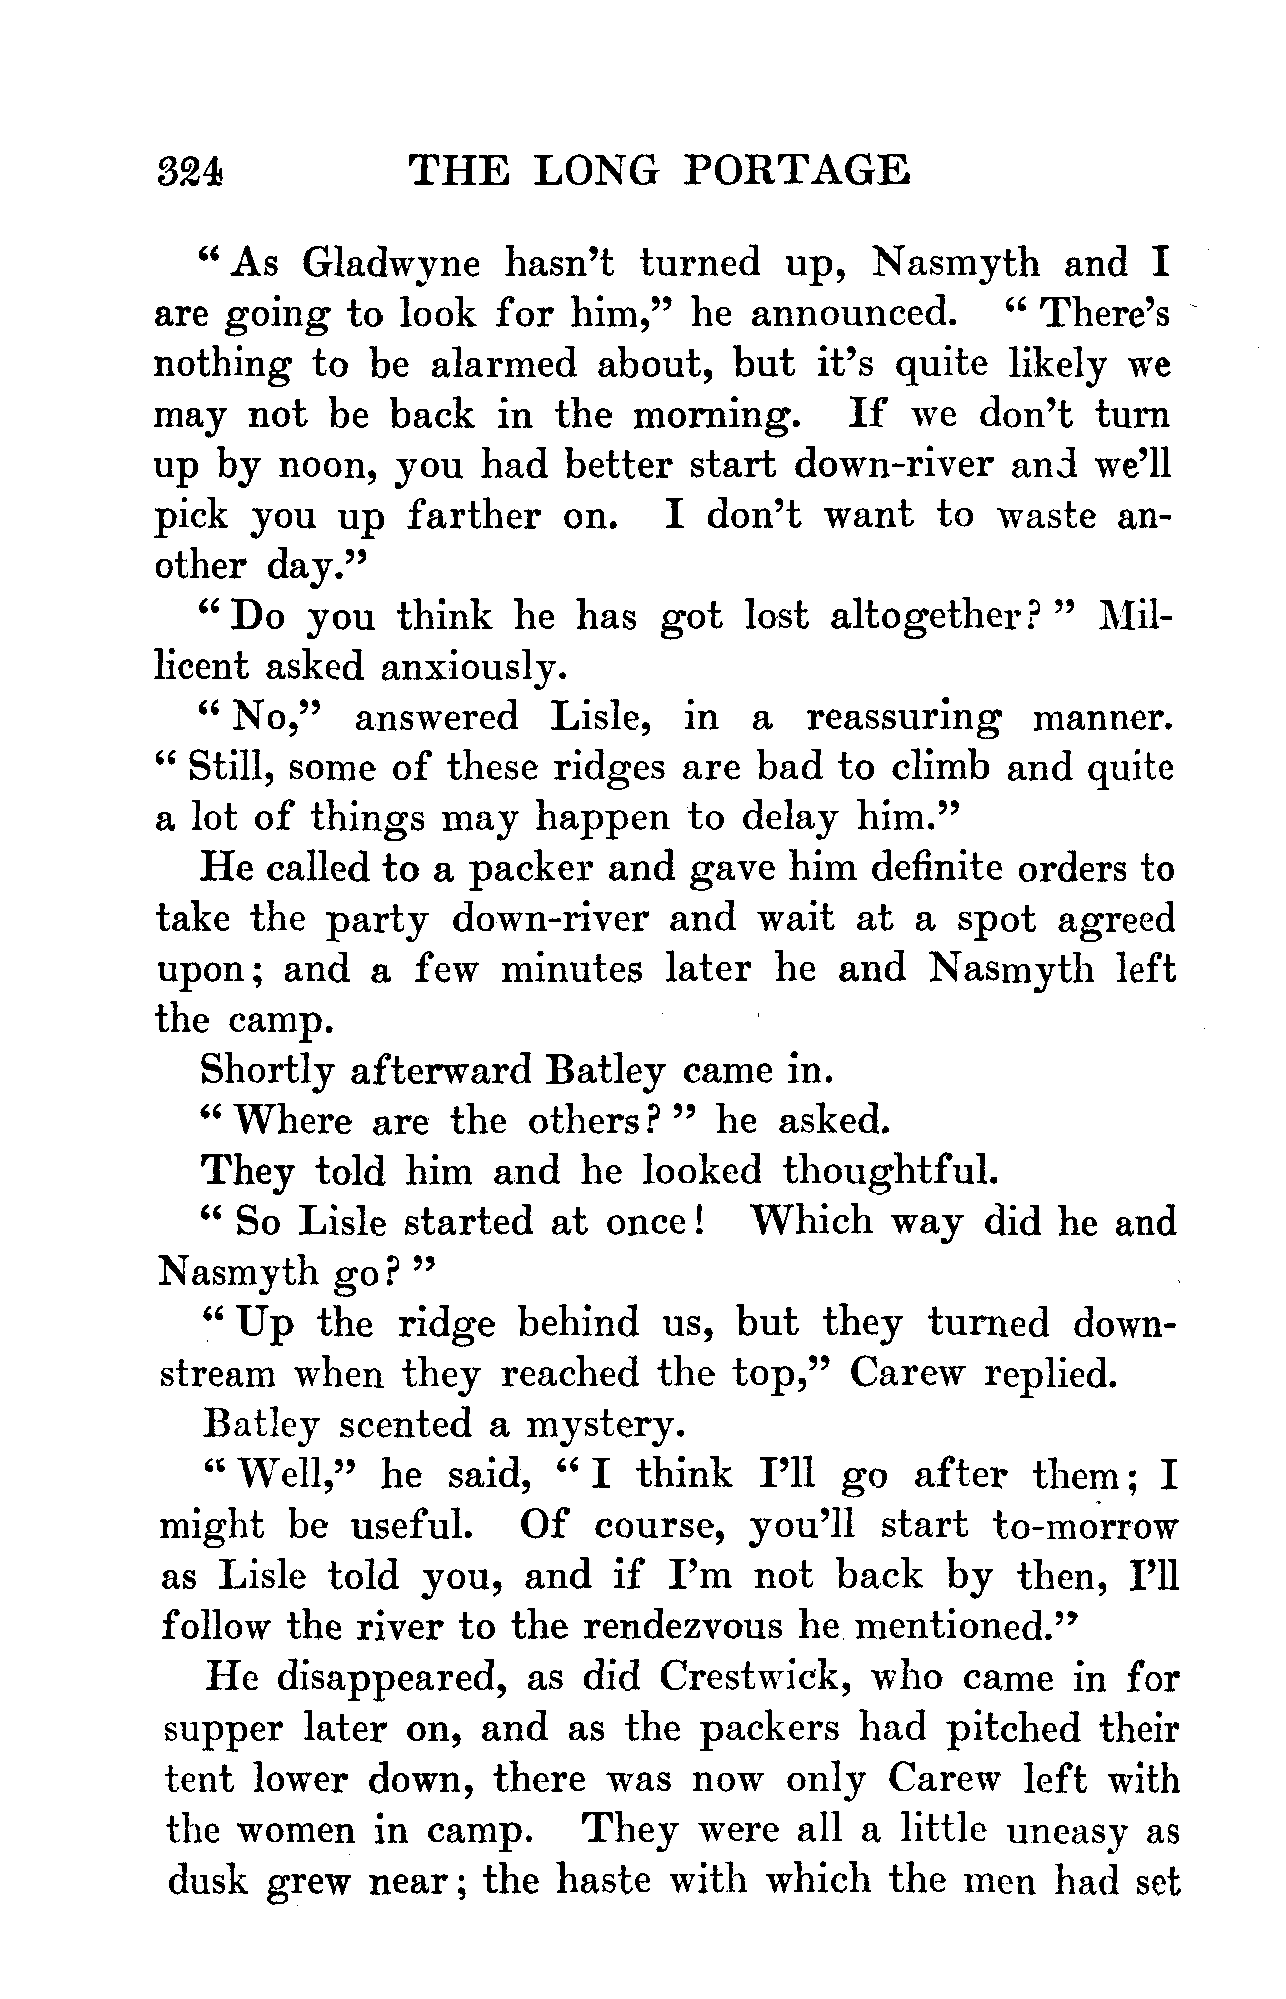 324 THE LONG PORTAGE
“ As Gladwyne hasn’t turned up, Nasmyth and I
are going to look for him,” he announced. “ There’s
nothing to be alarmed about, but it’s quite likely we
may not be back in the morning. If we don’t turn
up by noon, you had better start down-river and we’ll
pick you up farther on. I don’t want to waste an-
other day.”
“ Do you think he has got lost altogether? ” Mil-
licent asked anxiously.
“ No,” answered Lisle, in a reassuring manner.
“ Still, some of these ridges are bad to climb and quite
a lot of things may happen to delay him.”
He called to a packer and gave him definite orders to
take the party down-river and wait at a spot agreed
upon; and a few minutes later he and Nasmyth left
the camp.
Shortly afterward Batley came in.
“ Where are the others? ” he asked.
They told him and he looked thoughtful.
“ So Lisle started at once! Which way did he and
Nasmyth go? ”
“ Up the ridge behind us, but they turned down-
stream when they reached the top,” Carew replied.
Batley scented a mystery.
“ Well,” he said, “ I think I’ll go after them; I
might be useful. Of course, you’ll start to-morrow
as Lisle told you, and if I’m not back by then, I’ll
follow the river to the rendezvous he mentioned.”
He disappeared, as did Crestwick, who came in for
supper later on, and as the packers had pitched their
tent lower down, there was now only Carew left with
the women in camp. They were all a little uneasy as
dusk grew near; the haste with which the men had set